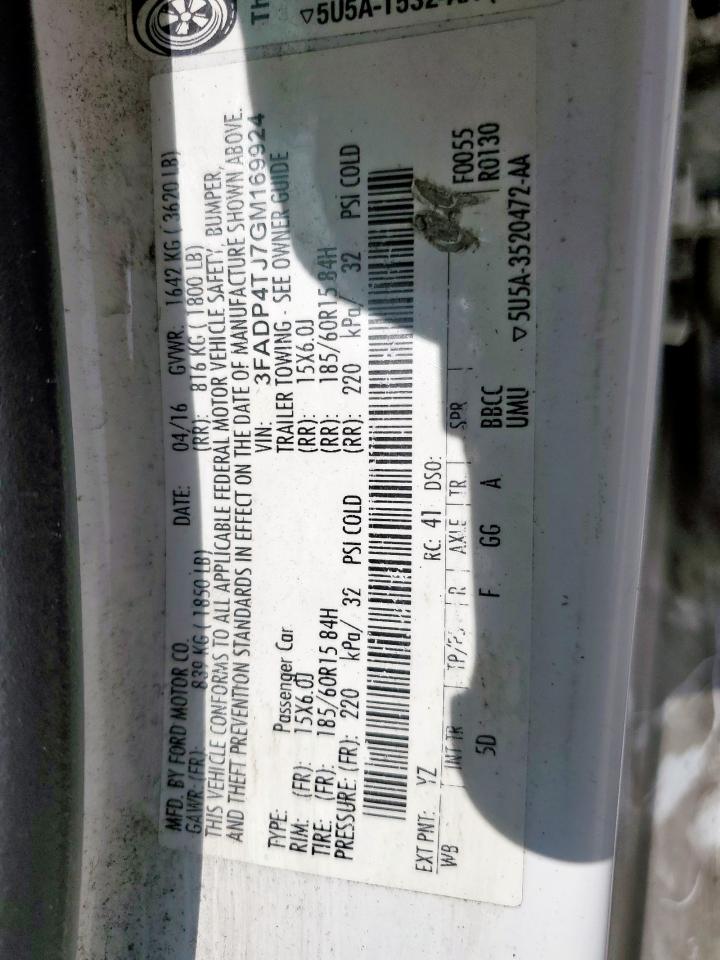 Th
▽5U5A-1532
MFD. BY FORD MOTOR CO. DATE: 04/16 GVWR: 1642 KG ( 3620 LB)
GAWR (FR): 839 KG ( 1850 LB) (RR): 816 KG ( 1800 LB)
THIS VEHICLE CONFORMS TO ALL APPLICABLE FEDERAL MOTOR VEHICLE SAFETY, BUMPER,
AND THEFT PREVENTION STANDARDS IN EFFECT ON THE DATE OF MANUFACTURE SHOWN ABOVE.
VIN: 3FADP4TJ7GM169924
TYPE: Passenger Car TRAILER TOWING - SEE OWNER GUIDE
RIM: (FR): 15X6.0J (RR): 15X6.0J
TIRE: (FR): 185/60R15 84H (RR): 185/60R15 84H
PRESSURE: (FR): 220 kPa/ 32 PSI COLD (RR): 220 kPa/ 32 PSI COLD
EXT PNT: YZ RC: 41 DSO:
WB INT TR TP/PS R AXLE TR SPR F0055
5D F GG A BBCC R0130
UMU ▽5U5A-3520472-AA